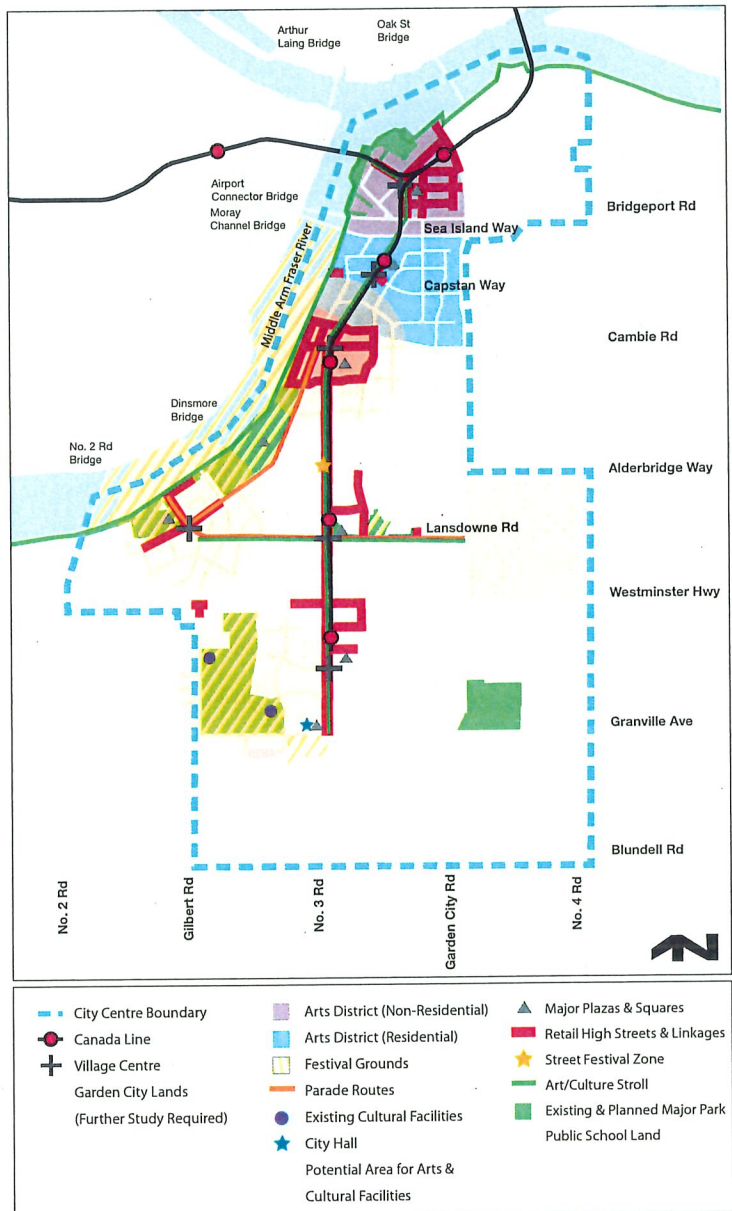 Oak St
Bridge
Arthur
Laing Bridge
Airport
Connector Bridge
Moray
Channel Bridge
Bridgeport Rd
Sea Island Way
Middle Arm Fraser River
Capstan Way
Cambie Rd
Dinsmore
Bridge
No. 2 Rd
Bridge
Alderbridge Way
Lansdowne Rd
Westminster Hwy
Granville Ave
Blundell Rd
No. 2 Rd
Gilbert Rd
No. 3 Rd
Garden City Rd
No. 4 Rd
N
City Centre Boundary
Canada Line
Village Centre
Garden City Lands
(Further Study Required)
Arts District (Non-Residential)
Arts District (Residential)
Festival Grounds
Parade Routes
Existing Cultural Facilities
City Hall
Potential Area for Arts &
Cultural Facilities
Major Plazas & Squares
Retail High Streets & Linkages
Street Festival Zone
Art/Culture Stroll
Existing & Planned Major Park
Public School Land